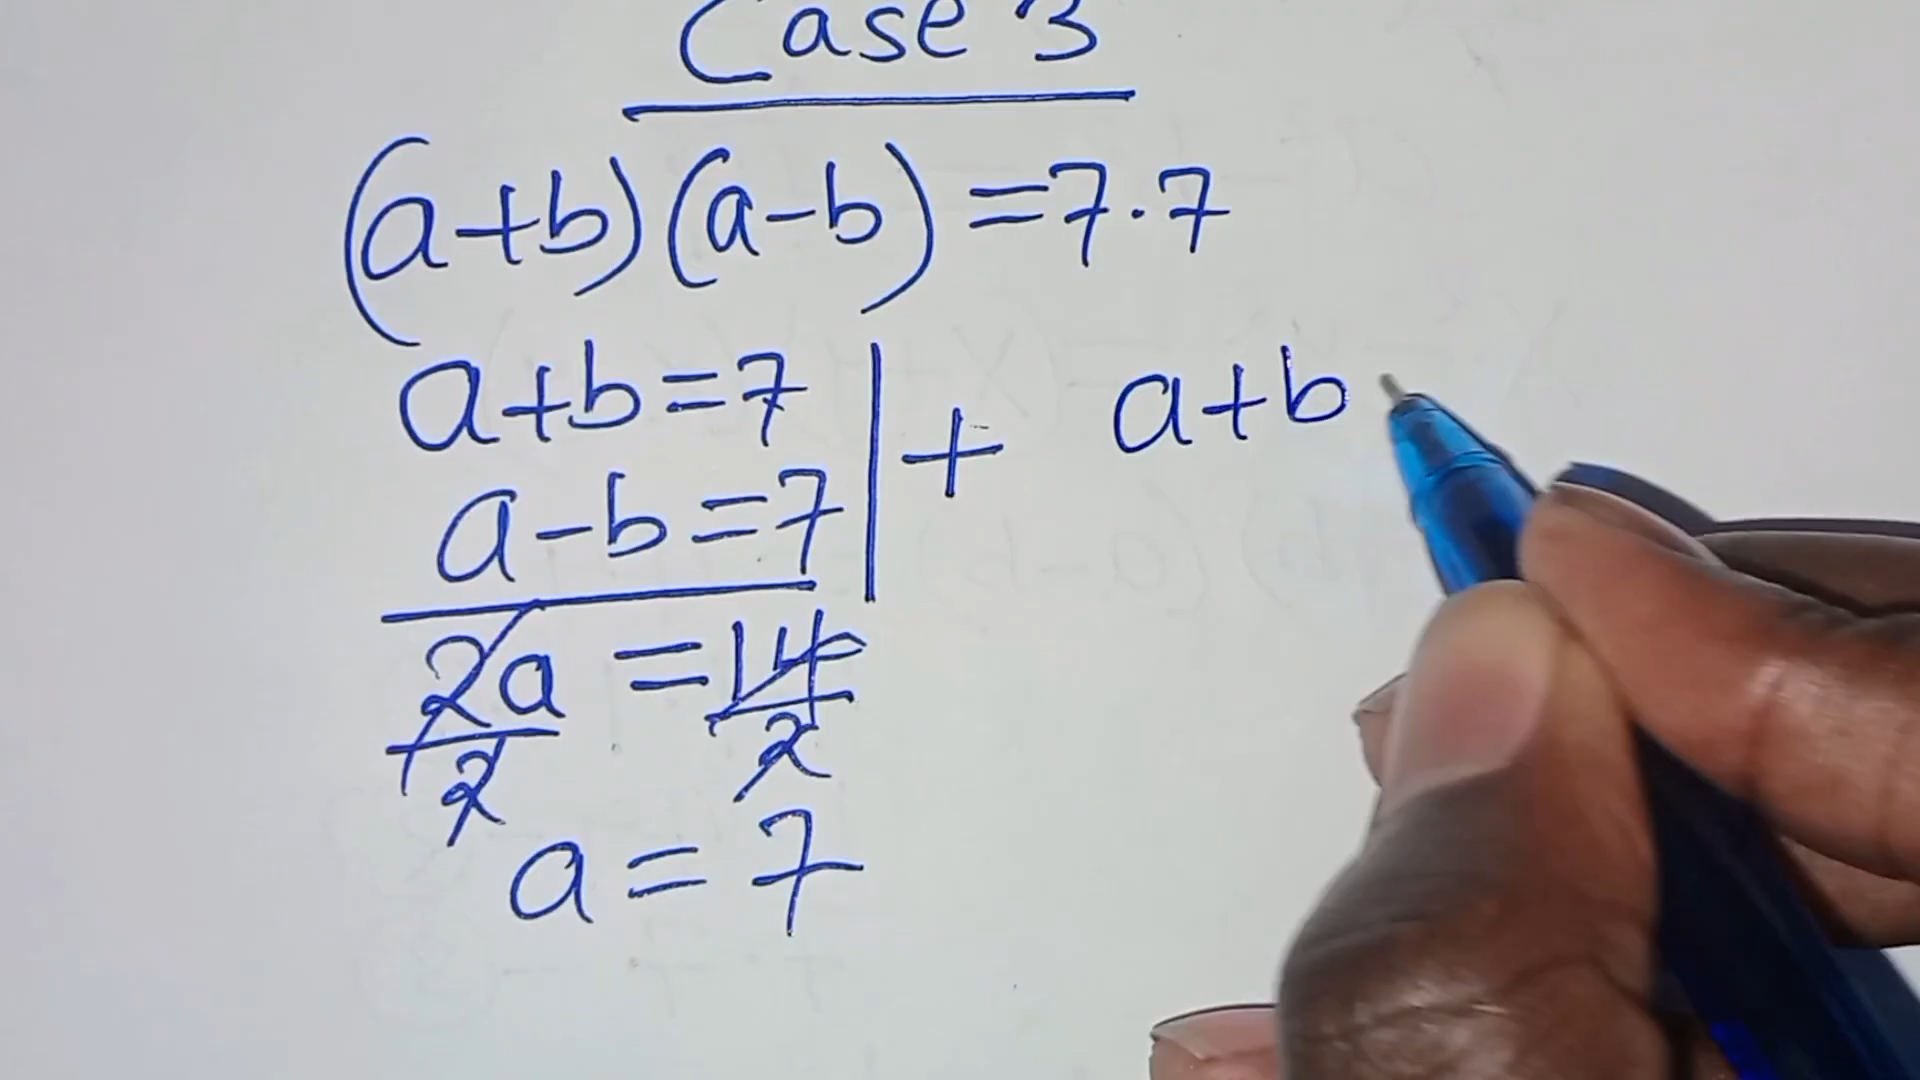 Case 3
(a+b)(a-b)=7.7
a+b=7
a-b=7
+
a+b
2a/2 = 14/2
a = 7